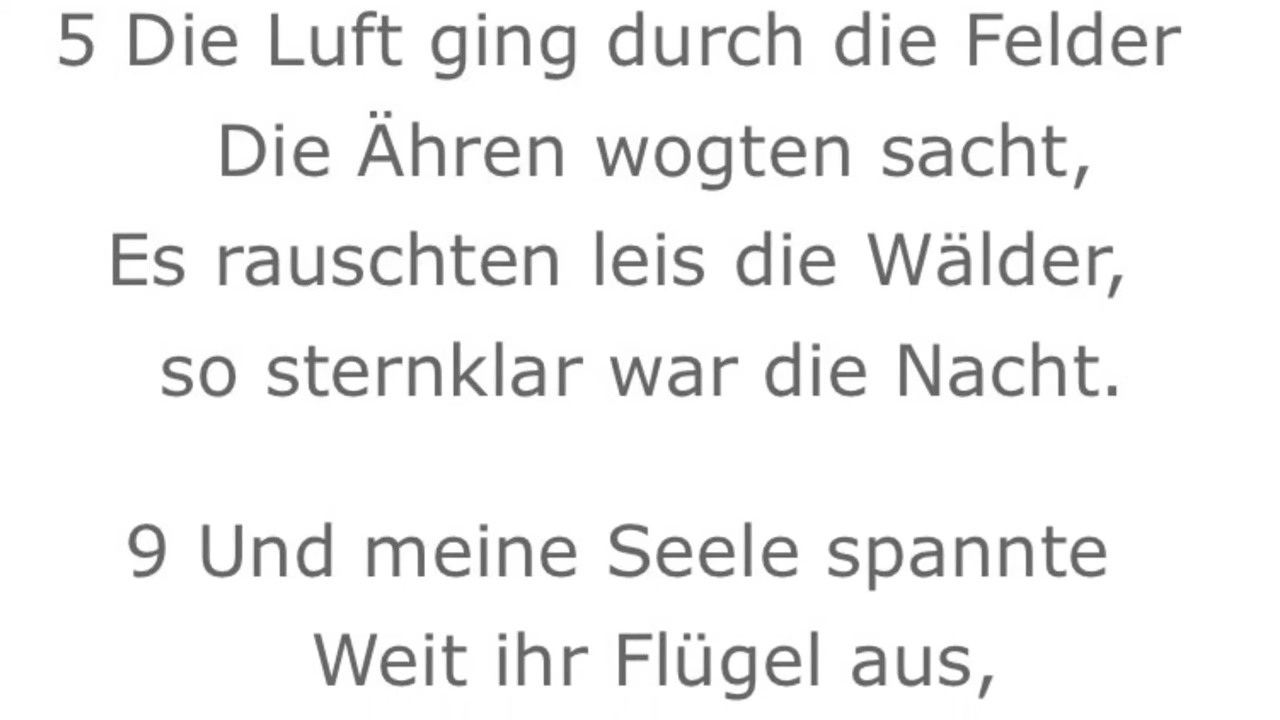 5 Die Luft ging durch die Felder
Die Ähren wogten sacht,
Es rauschten leis die Wälder,
so sternklar war die Nacht.
9 Und meine Seele spannte
Weit ihr Flügel aus,